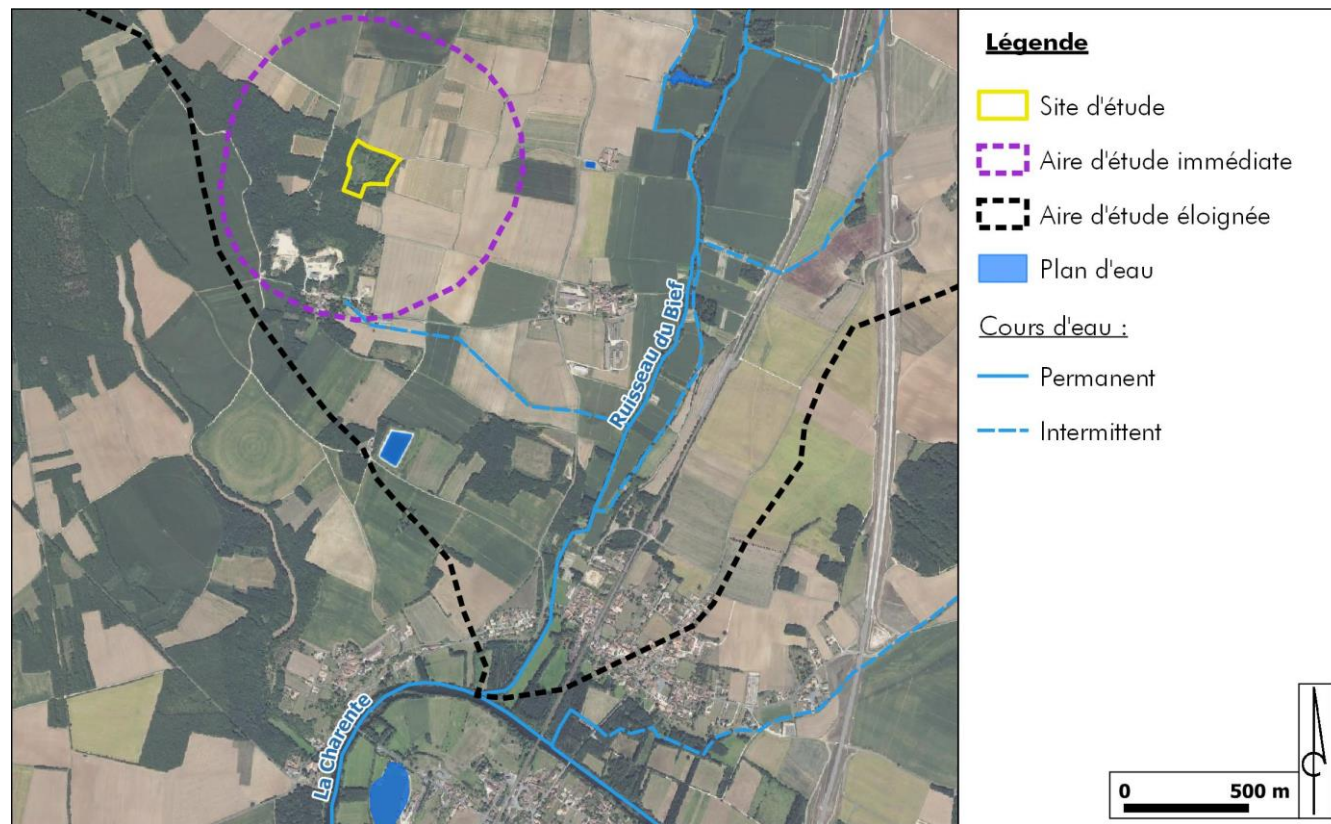 Légende
Site d'étude
Aire d'étude immédiate
Aire d'étude éloignée
Plan d'eau
Cours d'eau :
Permanent
Intermittent
Ruisseau du Bief
La Charente
0 500 m